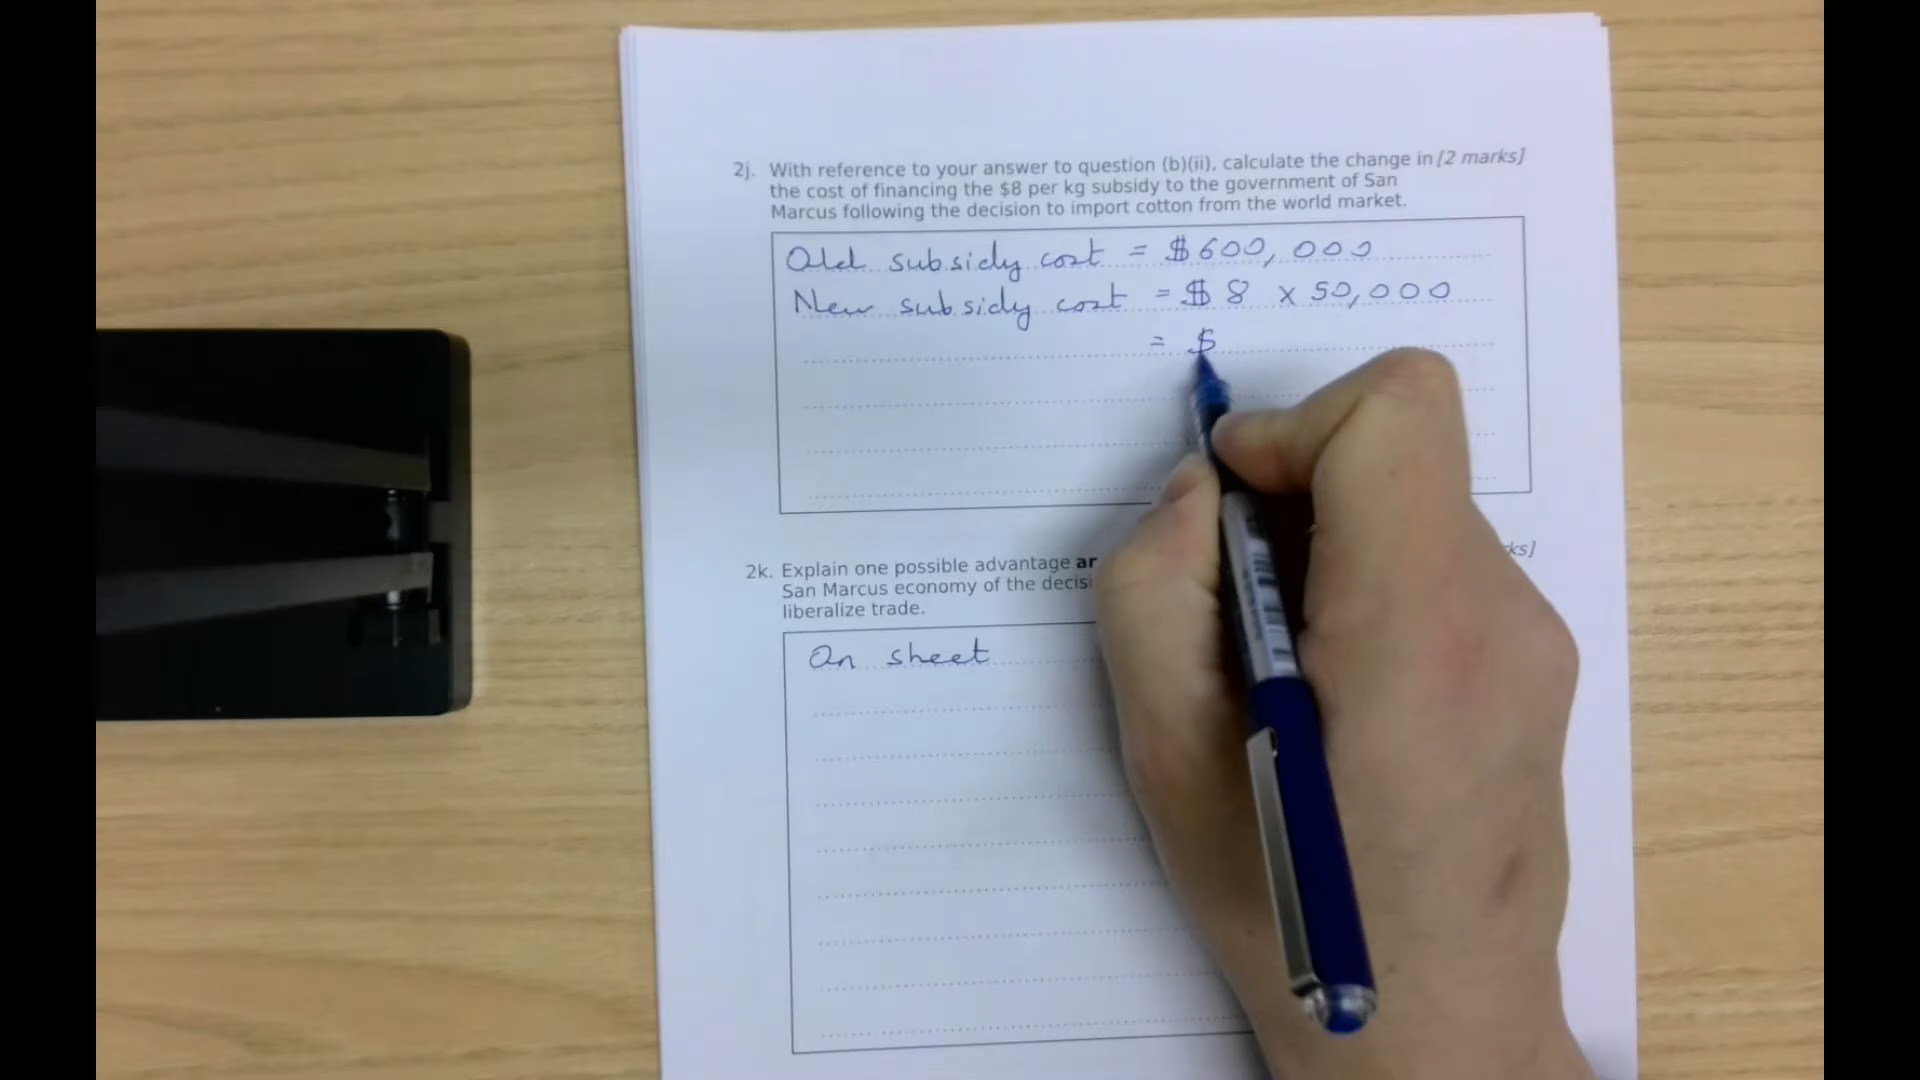 2j. With reference to your answer to question (b)(ii), calculate the change in [2 marks]
the cost of financing the $8 per kg subsidy to the government of San
Marcus following the decision to import cotton from the world market.
Old subsidy cost = $600,000
New subsidy cost = $8 x 50,000
= $
2k. Explain one possible advantage
San Marcus economy of the
liberalize trade.
On sheet